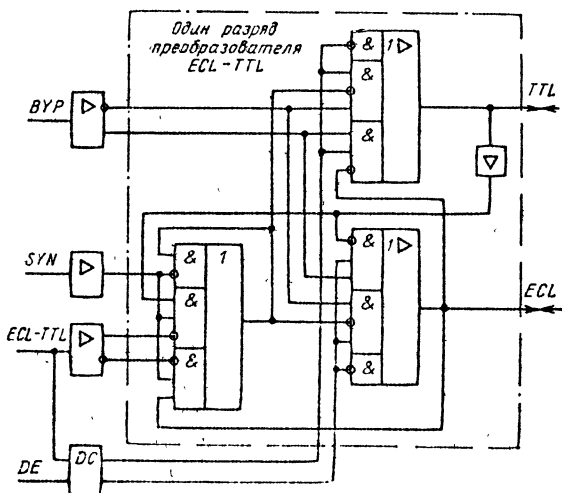 Один разряд
преобразователя
ECL-TTL
& 1▷
&
&
BYP ▷
TTL
▽
SYN ▷
& 1
&
&
& 1▷
&
&
ECL
ECL-TTL ▷
DE DC